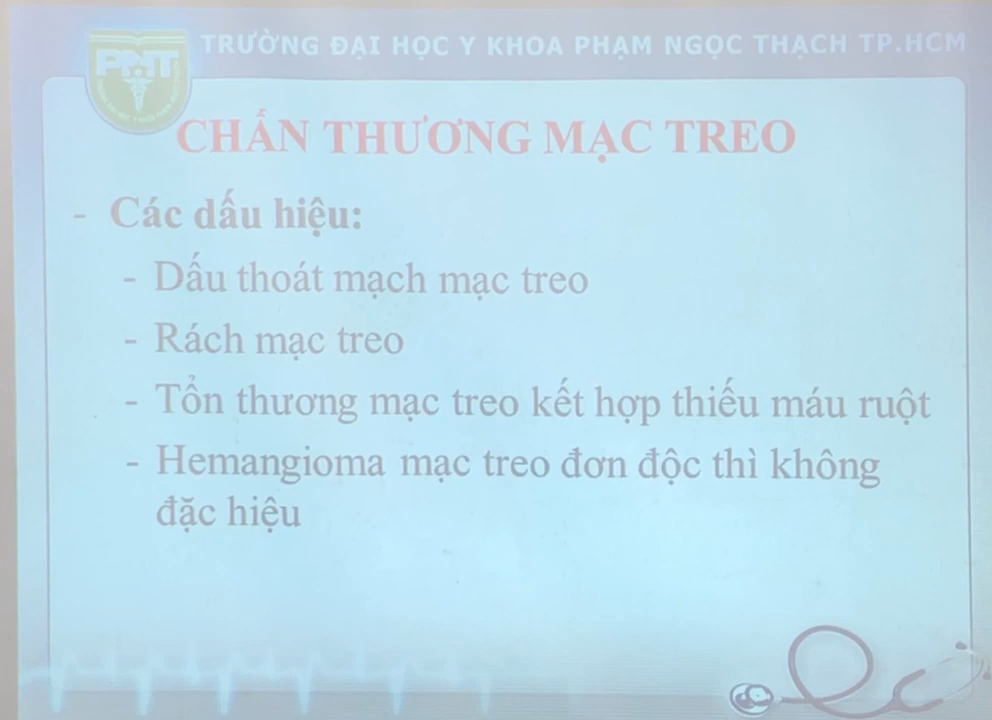 TRƯỜNG ĐẠI HỌC Y KHOA PHẠM NGỌC THẠCH TP.HCM
PNT
CHẤN THƯƠNG MẠC TREO
- Các dấu hiệu:
- Dấu thoát mạch mạc treo
- Rách mạc treo
- Tổn thương mạc treo kết hợp thiếu máu ruột
- Hemangioma mạc treo đơn độc thì không
đặc hiệu